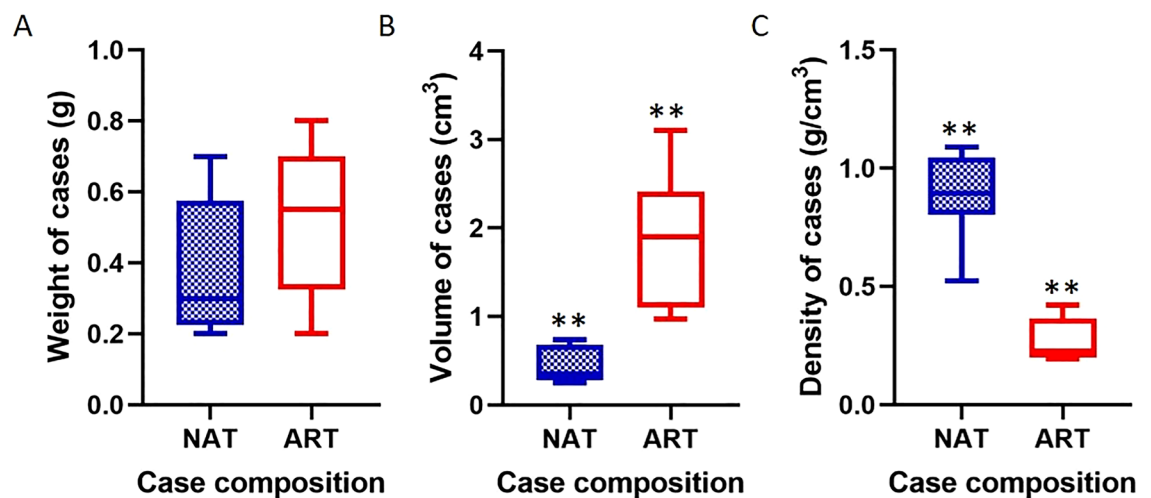 A
Weight of cases (g)
1.0
0.8
0.6
0.4
0.2
0.0
NAT ART
Case composition
B
Volume of cases (cm³)
4
3
2
1
0
**
**
NAT ART
Case composition
C
Density of cases (g/cm³)
1.5
1.0
0.5
0.0
**
**
NAT ART
Case composition